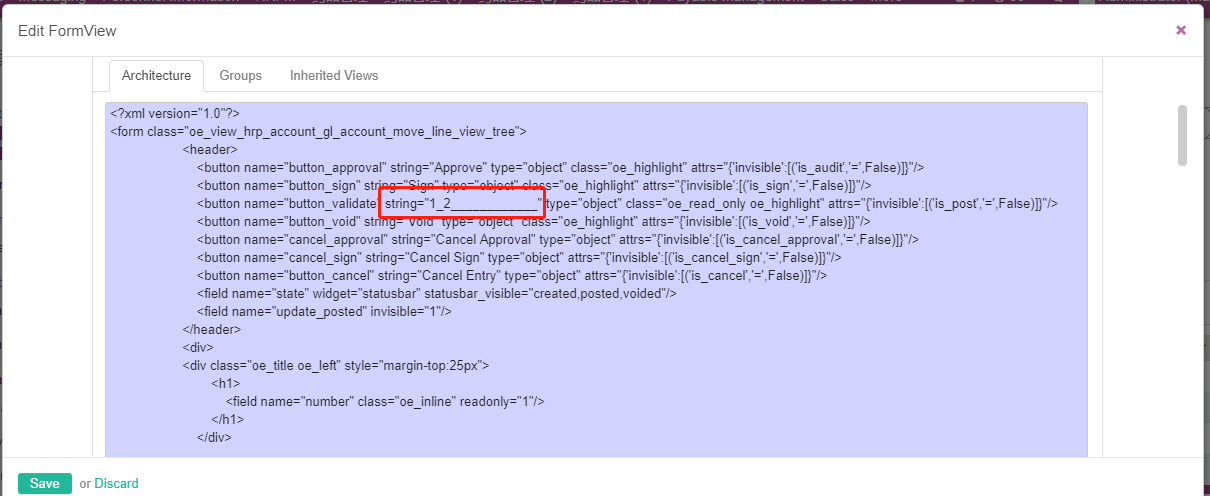 Edit FormView
×
Architecture Groups Inherited Views
<?xml version="1.0"?>
<form class="oe_view_hrp_account_gl_account_move_line_view_tree">
<header>
<button name="button_approval" string="Approve" type="object" class="oe_highlight" attrs="{'invisible':[('is_audit','=',False)]}"/>
<button name="button_sign" string="Sign" type="object" class="oe_highlight" attrs="{'invisible':[('is_sign','=',False)]}"/>
<button name="button_validate" string="1_2____________" type="object" class="oe_read_only oe_highlight" attrs="{'invisible':[('is_post','=',False)]}"/>
<button name="button_void" string="Void" type="object" class="oe_highlight" attrs="{'invisible':[('is_void','=',False)]}"/>
<button name="cancel_approval" string="Cancel Approval" type="object" attrs="{'invisible':[('is_cancel_approval','=',False)]}"/>
<button name="cancel_sign" string="Cancel Sign" type="object" attrs="{'invisible':[('is_cancel_sign','=',False)]}"/>
<button name="button_cancel" string="Cancel Entry" type="object" attrs="{'invisible':[('is_cancel','=',False)]}"/>
<field name="state" widget="statusbar" statusbar_visible="created,posted,voided"/>
<field name="update_posted" invisible="1"/>
</header>
<div>
<div class="oe_title oe_left" style="margin-top:25px">
<h1>
<field name="number" class="oe_inline" readonly="1"/>
</h1>
</div>
Save or Discard